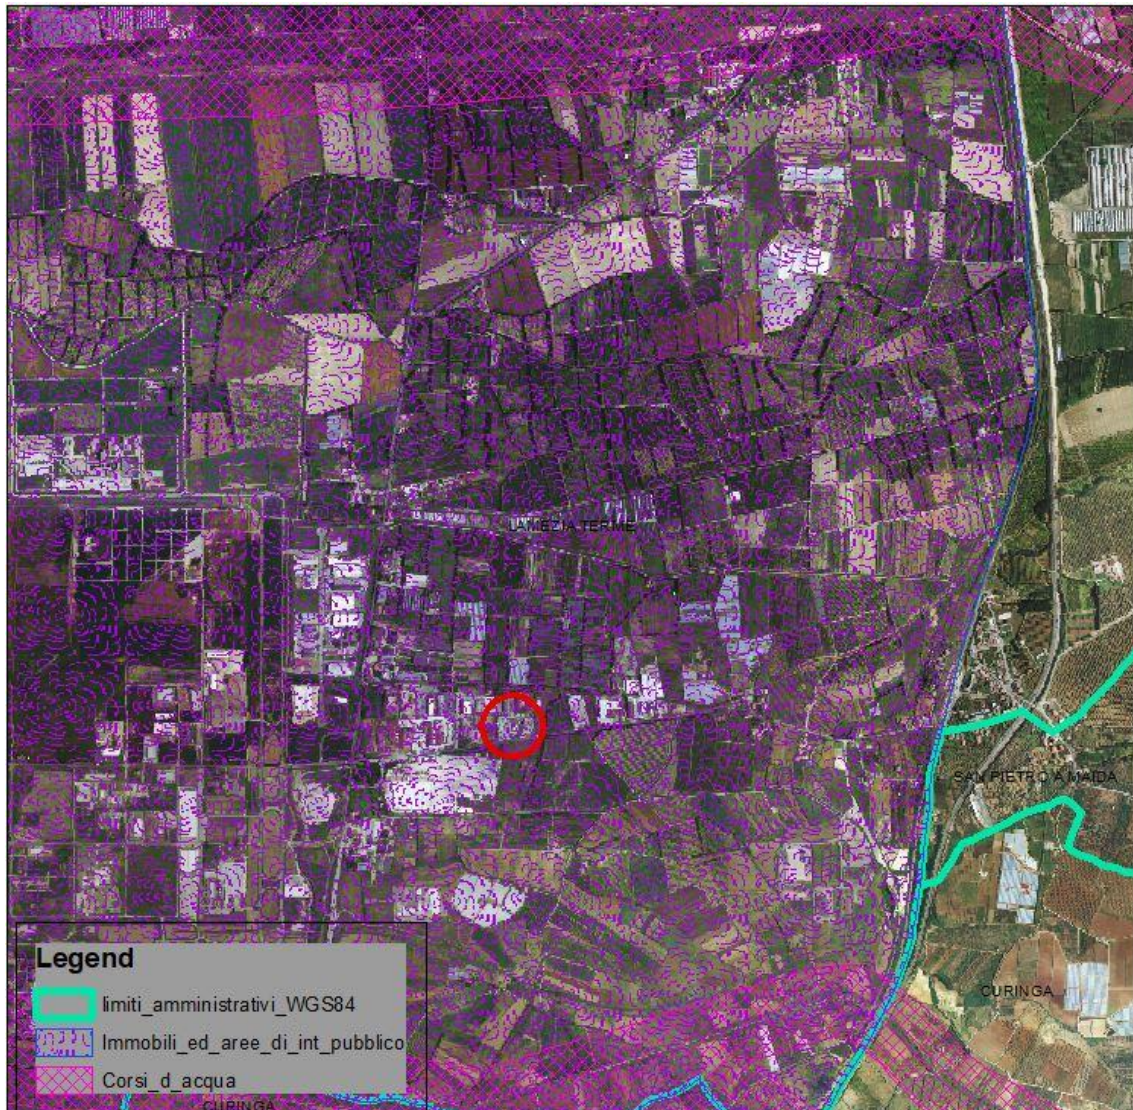 LAMEZIA TERME
SAN PIETRO A MAIDA
CURINGA
Legend
limiti_amministrativi_WGS84
Immobili_ed_aree_di_int_pubblico
Corsi_d_acqua
CURINGA